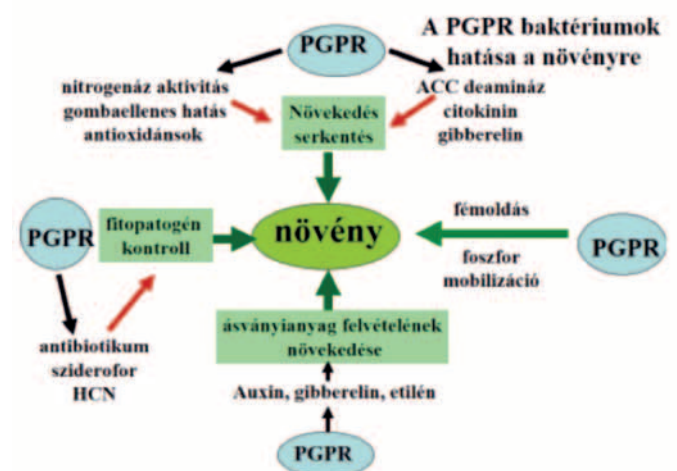 A PGPR baktériumok
hatása a növényre
PGPR
nitrogenáz aktivitás
gombaellenes hatás
antioxidánsok
Növekedés
serkentés
ACC deamináz
citokinin
gibberelin
PGPR
fitopatogén
kontroll
növény
fémoldás
foszfor
mobilizáció
PGPR
antibiotikum
sziderofor
HCN
ásványianyag felvételének
növekedése
Auxin, gibberelin, etilén
PGPR